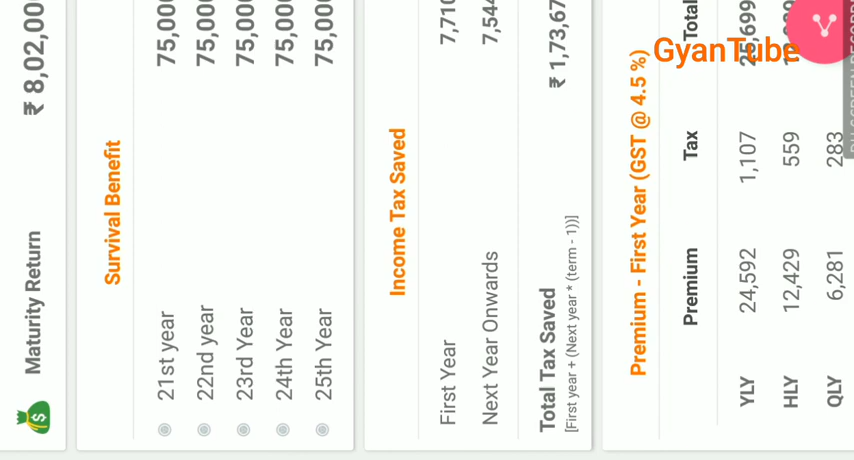 Maturity Return ₹ 8,02,00
Survival Benefit
21st year 75,00
22nd year 75,00
23rd Year 75,00
24th Year 75,00
25th Year 75,00
Income Tax Saved
First Year 7,71
Next Year Onwards 7,54
Total Tax Saved ₹ 1,73,67
[First year + (Next year * (term - 1))]
Premium - First Year (GST @ 4.5 %)
Premium Tax Total
YLY 24,592 1,107 25,699
HLY 12,429 559
QLY 6,281 283
GyanTube